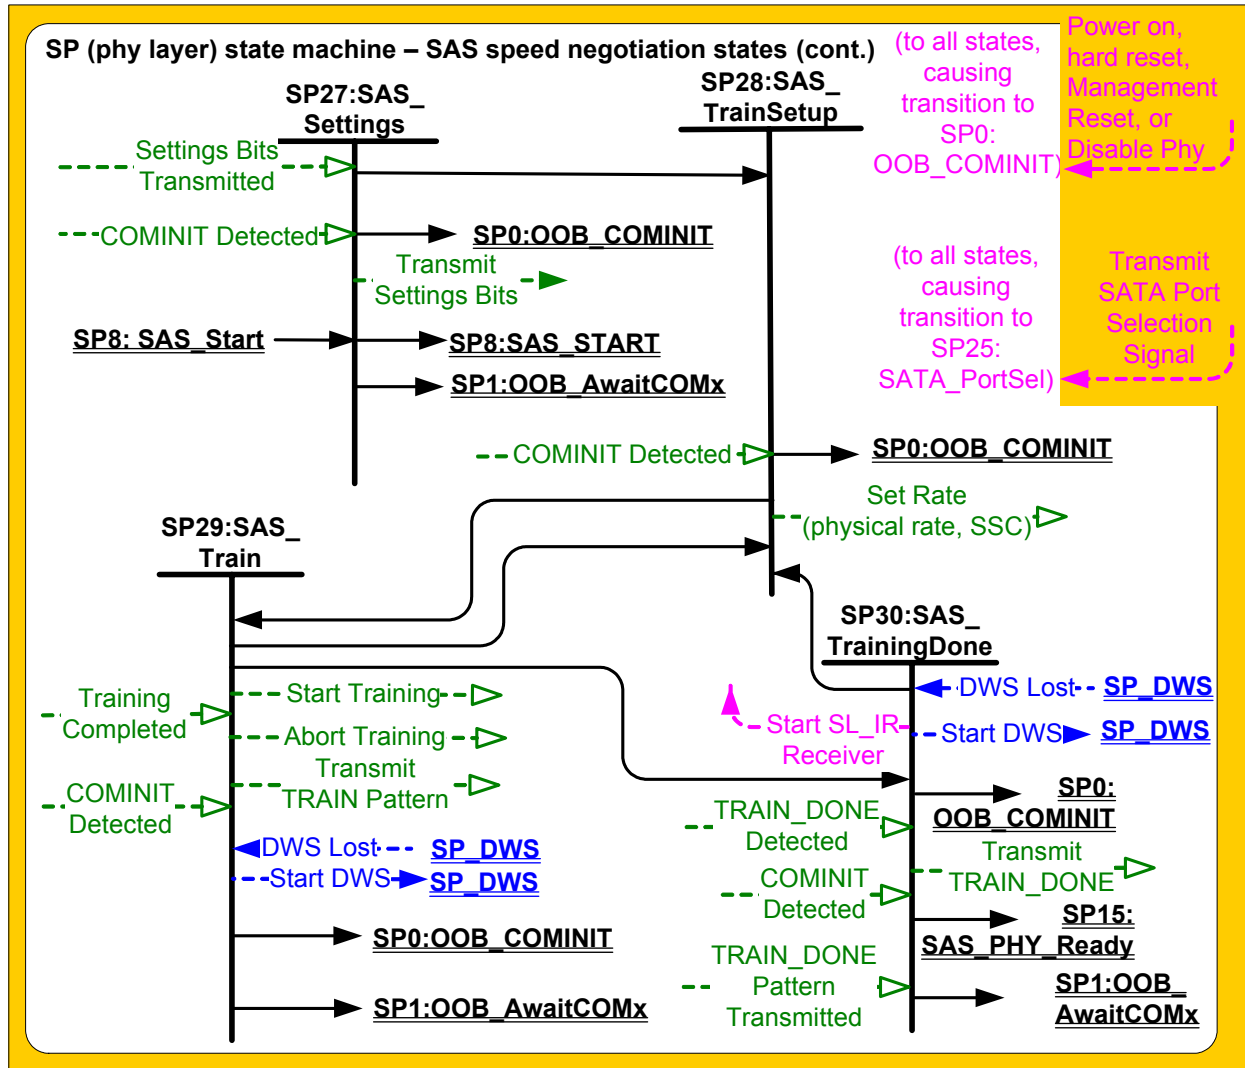 SP (phy layer) state machine – SAS speed negotiation states (cont.)
SP27:SAS_
Settings
SP28:SAS_
TrainSetup
(to all states,
causing
transition to
SP0:
OOB_COMINIT)
Power on,
hard reset,
Management
Reset, or
Disable Phy
Settings Bits
Transmitted
COMINIT Detected
SP0:OOB_COMINIT
Transmit
Settings Bits
SP8: SAS_Start
SP8:SAS_START
SP1:OOB_AwaitCOMx
(to all states,
causing
transition to
SP25:
SATA_PortSel)
Transmit
SATA Port
Selection
Signal
COMINIT Detected
SP0:OOB_COMINIT
Set Rate
(physical rate, SSC)
SP29:SAS_
Train
SP30:SAS_
TrainingDone
Training
Completed
Start Training
Abort Training
Transmit
TRAIN Pattern
COMINIT
Detected
DWS Lost
SP_DWS
Start DWS
SP_DWS
SP0:OOB_COMINIT
SP1:OOB_AwaitCOMx
DWS Lost
SP_DWS
Start SL_IR
Receiver
Start DWS
SP_DWS
SP0:
OOB_COMINIT
TRAIN_DONE
Detected
Transmit
TRAIN_DONE
COMINIT
Detected
SP15:
SAS_PHY_Ready
TRAIN_DONE
Pattern
Transmitted
SP1:OOB_
AwaitCOMx